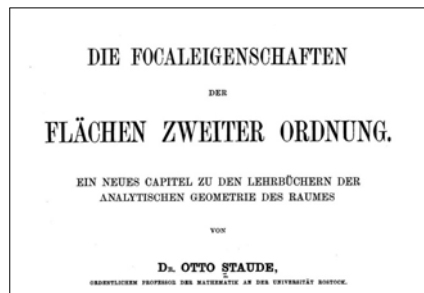 DIE FOCALEIGENSCHAFTEN
DER
FLÄCHEN ZWEITER ORDNUNG.
EIN NEUES CAPITEL ZU DEN LEHRBÜCHERN DER
ANALYTISCHEN GEOMETRIE DES RAUMES
VON
DR. OTTO STAUDE,
ORDENTLICHEM PROFESSOR DER MATHEMATIK AN DER UNIVERSITÄT ROSTOCK.